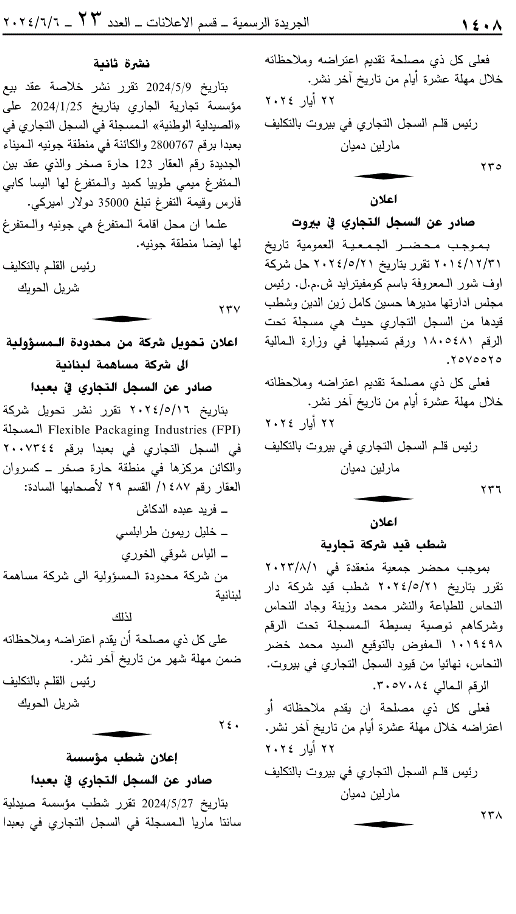 ١٤٠٨
الجريدة الرسمية ــ قسم الاعلانات ــ العدد ٢٣ ــ ٢٠٢٤/٦/٦
فعلى كل ذي مصلحة تقديم اعتراضه وملاحظاته
خلال مهلة عشرة أيام من تاريخ آخر نشر.
٢٢ أيار ٢٠٢٤
رئيس قلم السجل التجاري في بيروت بالتكليف
مارلين دميان
٢٣٥
اعلان
صادر عن السجل التجاري في بيروت
بموجب محضر الجمعية العمومية تاريخ
٢٠١٤/١٢/٣١ تقرر بتاريخ ٢٠٢٤/٥/٢١ حل شركة
اوف شور المعروفة باسم كومفيترايد ش.م.ل. رئيس
مجلس ادارتها مديرها حسين كامل زين الدين وشطب
قيدها من السجل التجاري حيث هي مسجلة تحت
الرقم ١٨٠٥٤٨١ ورقم تسجيلها في وزارة المالية
٢٥٧٥٥٢٥.
فعلى كل ذي مصلحة تقديم اعتراضه وملاحظاته
خلال مهلة عشرة أيام من تاريخ آخر نشر.
٢٢ أيار ٢٠٢٤
رئيس قلم السجل التجاري في بيروت بالتكليف
مارلين دميان
٢٣٦
اعلان
شطب قيد شركة تجارية
بموجب محضر جمعية منعقدة في ٢٠٢٣/٨/١
تقرر بتاريخ ٢٠٢٤/٥/٢١ شطب قيد شركة دار
النحاس للطباعة والنشر محمد وزينة وجاد النحاس
وشركاهم توصية بسيطة المسجلة تحت الرقم
١٠١٩٤٩٨ المفوض بالتوقيع السيد محمد خضر
النحاس، نهائيا من قيود السجل التجاري في بيروت.
الرقم المالي ٣٠٥٧٠٨٤.
فعلى كل ذي مصلحة ان يقدم ملاحظاته أو
اعتراضه خلال مهلة عشرة أيام من تاريخ آخر نشر.
٢٢ أيار ٢٠٢٤
رئيس قلم السجل التجاري في بيروت بالتكليف
مارلين دميان
٢٣٨
نشرة ثانية
بتاريخ 2024/5/9 تقرر نشر خلاصة عقد بيع
مؤسسة تجارية الجاري بتاريخ 2024/1/25 على
«الصيدلية الوطنية» المسجلة في السجل التجاري في
بعبدا برقم 2800767 والكائنة في منطقة جونيه الميناء
الجديدة رقم العقار 123 حارة صخر والذي عقد بين
المتفرغ ميمي طوبيا كميد والمتفرغ لها اليسا كابي
فارس وقيمة التفرغ تبلغ 35000 دولار اميركي.
علما ان محل اقامة المتفرغ هي جونيه والمتفرغ
لها ايضا منطقة جونيه.
رئيس القلم بالتكليف
شربل الحويك
٢٣٧
اعلان تحويل شركة من محدودة المسؤولية
الى شركة مساهمة لبنانية
صادر عن السجل التجاري في بعبدا
بتاريخ ٢٠٢٤/٥/١٦ تقرر نشر تحويل شركة
Flexible Packaging Industries (FPI) المسجلة
في السجل التجاري في بعبدا برقم ٢٠٠٧٣٤٤
والكائن مركزها في منطقة حارة صخر ــ كسروان
العقار رقم ١٤٨٧/ القسم ٢٩ لأصحابها السادة:
ــ فريد عبده الدكاش
ــ خليل ريمون طرابلسي
ــ الياس شوقي الخوري
من شركة محدودة المسؤولية الى شركة مساهمة
لبنانية
لذلك
على كل ذي مصلحة أن يقدم اعتراضه وملاحظاته
ضمن مهلة شهر من تاريخ آخر نشر.
رئيس القلم بالتكليف
شربل الحويك
٢٤٠
إعلان شطب مؤسسة
صادر عن السجل التجاري في بعبدا
بتاريخ 2024/5/27 تقرر شطب مؤسسة صيدلية
سانتا ماريا المسجلة في السجل التجاري في بعبدا